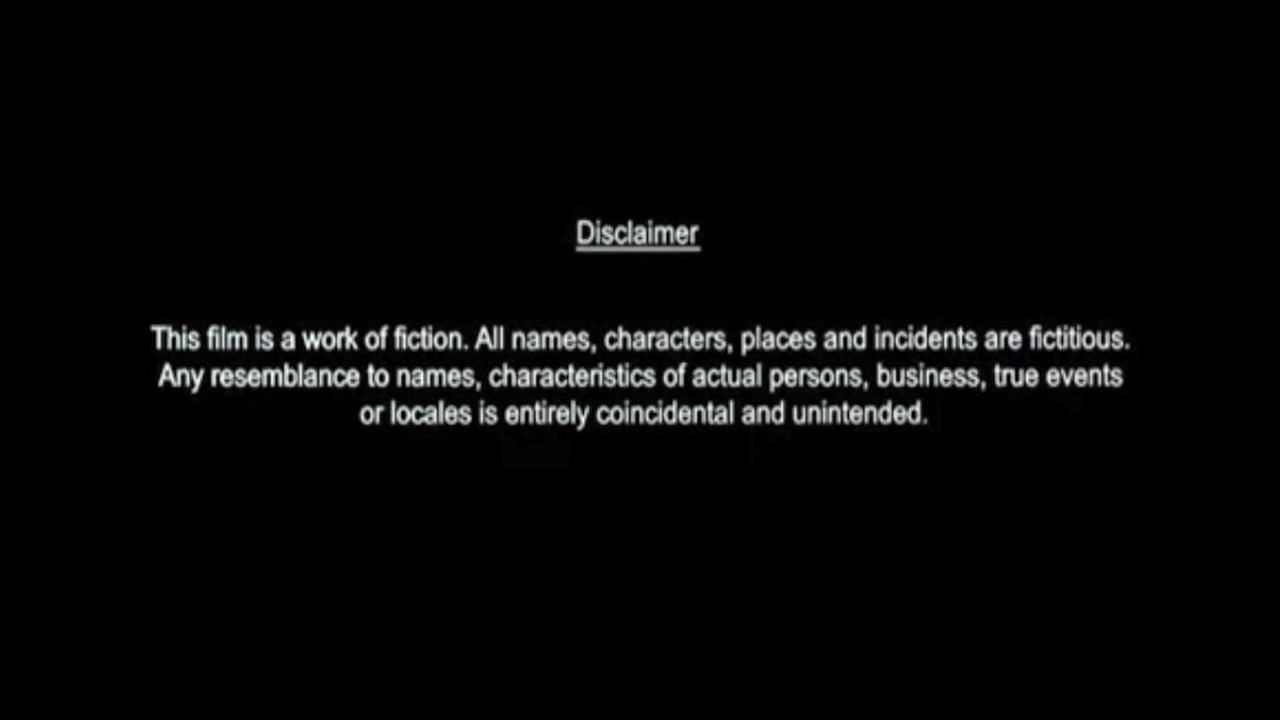 Disclaimer
This film is a work of fiction. All names, characters, places and incidents are fictitious.
Any resemblance to names, characteristics of actual persons, business, true events
or locales is entirely coincidental and unintended.